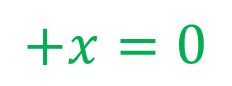 +x = 0